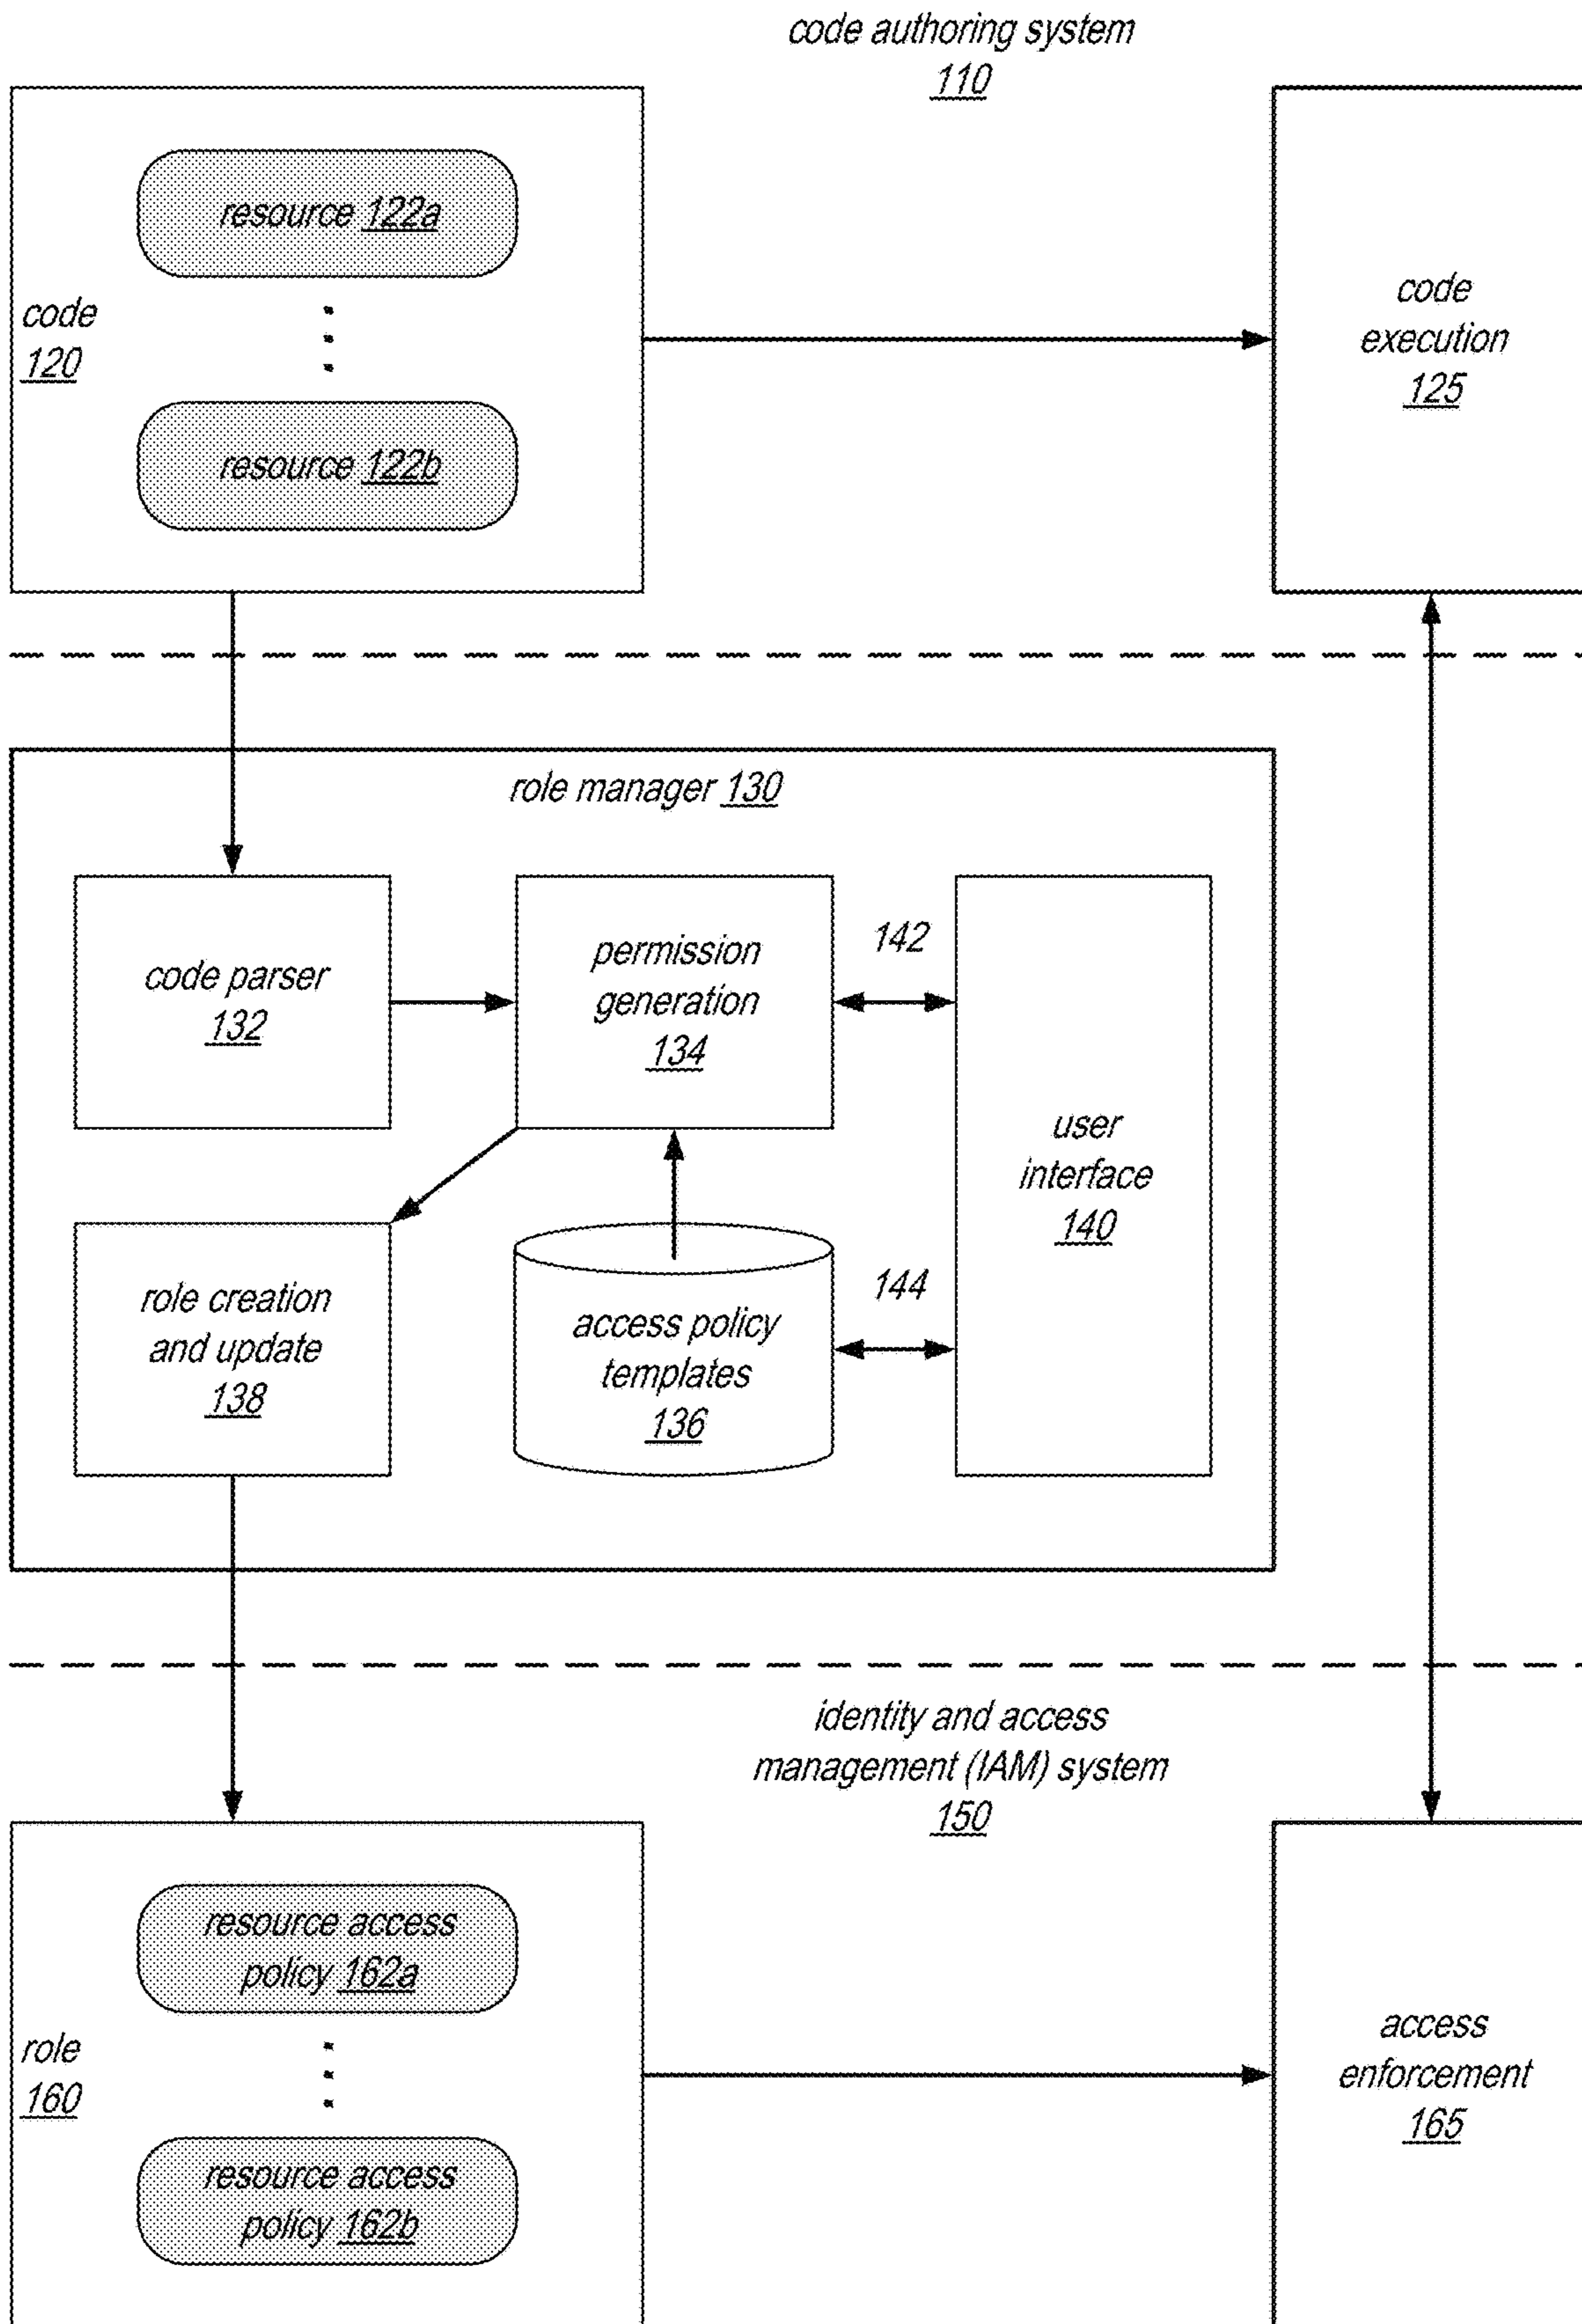 code authoring system
110
resource 122a
code
120
resource 122b
code
execution
125
role manager 130
code parser
132
permission
generation
134
142
user
interface
140
role creation
and update
138
access policy
templates
136
144
identity and access
management (IAM) system
150
resource access
policy 162a
role
160
resource access
policy 162b
access
enforcement
165